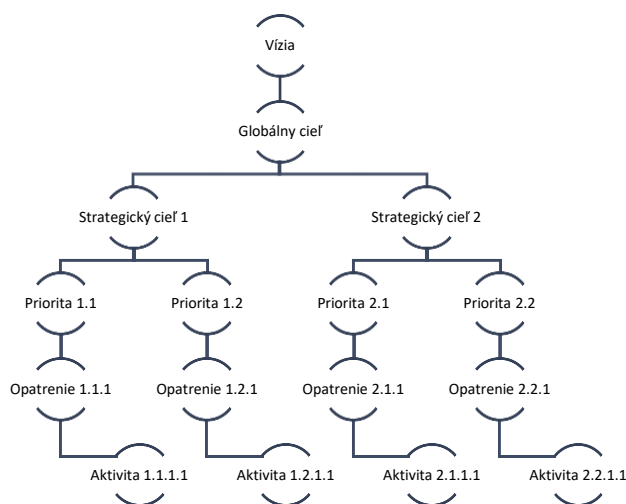 Vízia
Globálny cieľ
Strategický cieľ 1
Strategický cieľ 2
Priorita 1.1
Priorita 1.2
Priorita 2.1
Priorita 2.2
Opatrenie 1.1.1
Opatrenie 1.2.1
Opatrenie 2.1.1
Opatrenie 2.2.1
Aktivita 1.1.1.1
Aktivita 1.2.1.1
Aktivita 2.1.1.1
Aktivita 2.2.1.1